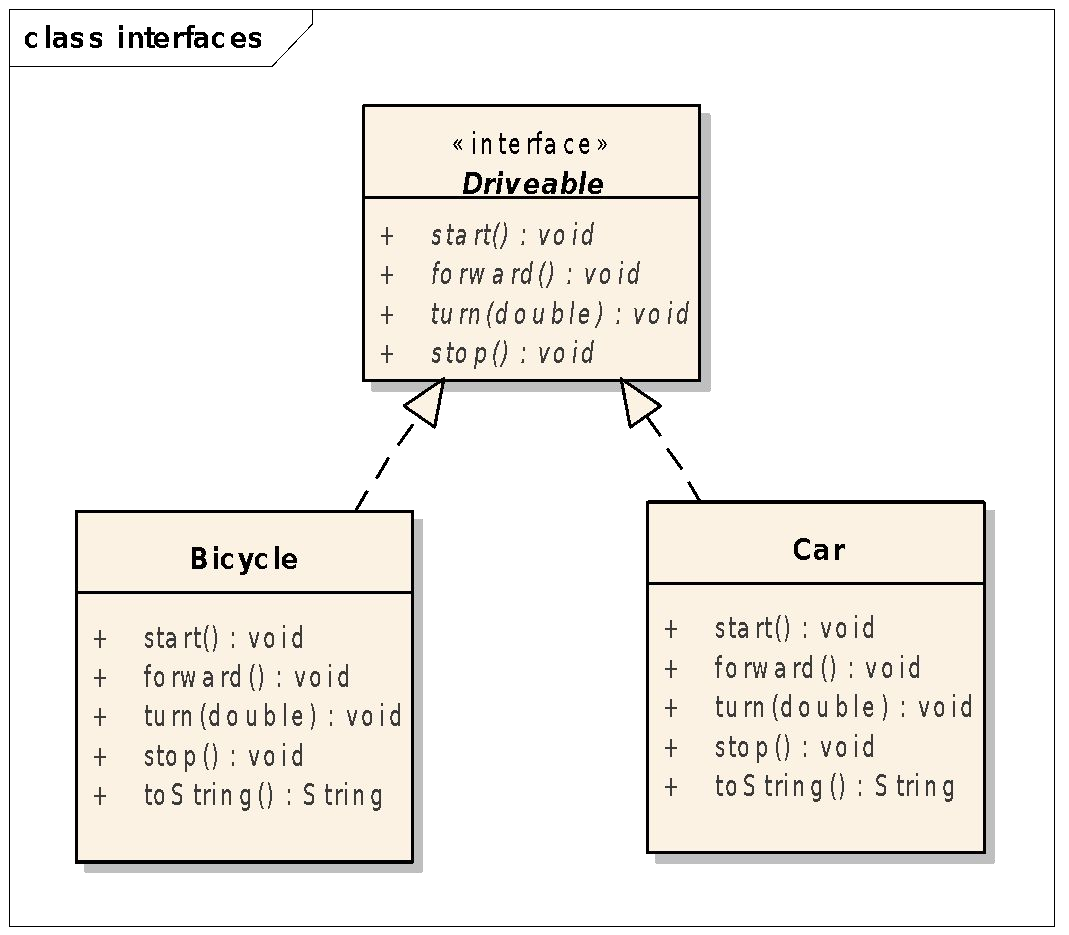 class interfaces
«interface»
Driveable
+ start() : void
+ forward() : void
+ turn(double) : void
+ stop() : void
Bicycle
+ start() : void
+ forward() : void
+ turn(double) : void
+ stop() : void
+ toString() : String
Car
+ start() : void
+ forward() : void
+ turn(double) : void
+ stop() : void
+ toString() : String